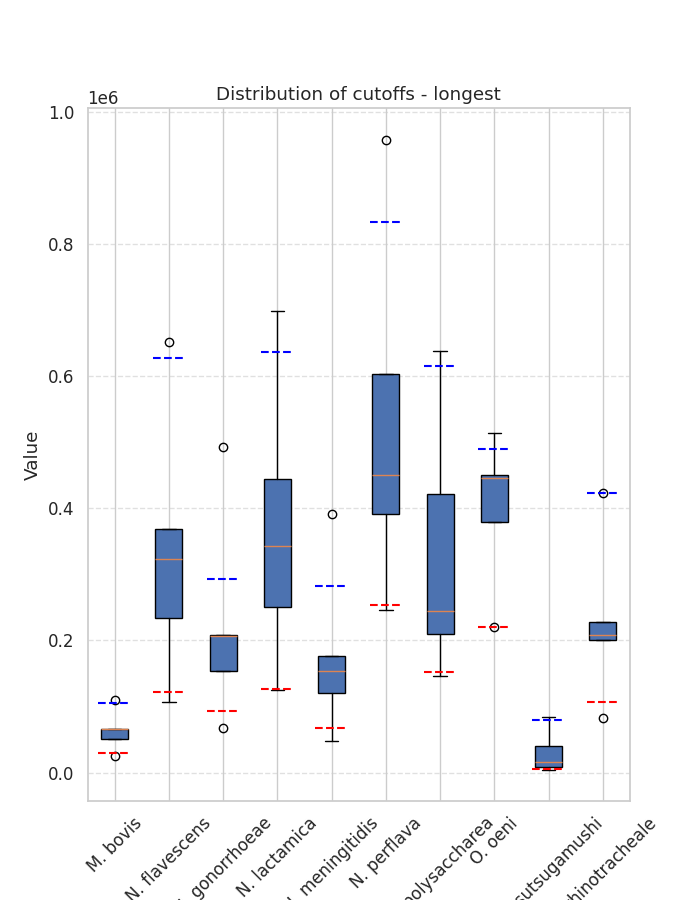 Distribution of cutoffs - longest
1e6
1.0
0.8
0.6
0.4
0.2
0.0
Value
M. bovis
N. flavescens
gonorrhoeae
N. lactamica
meningitidis
N. perflava
polysaccharea
O. oeni
sutsugamushi
hinotracheale